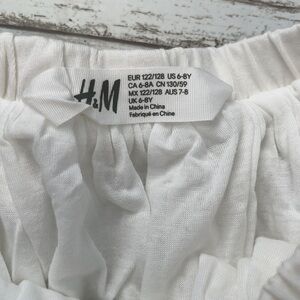 H&M
EUR 122/128 US 6-8Y
CA 6-8A CN 130/59
MX 122/128 AUS 7-8
UK 6-8Y
Made in China
Fabriqué en Chine